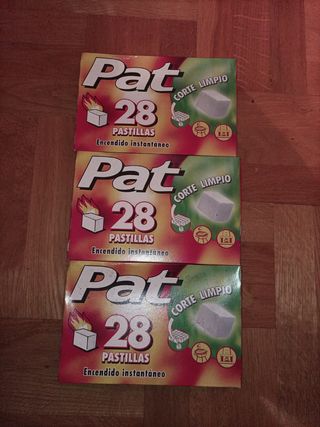 Pat
CORTE LIMPIO
28
PASTILLAS
Encendido instantáneo
Pat
CORTE LIMPIO
28
PASTILLAS
Encendido instantáneo
Pat
CORTE LIMPIO
28
PASTILLAS
Encendido instantáneo